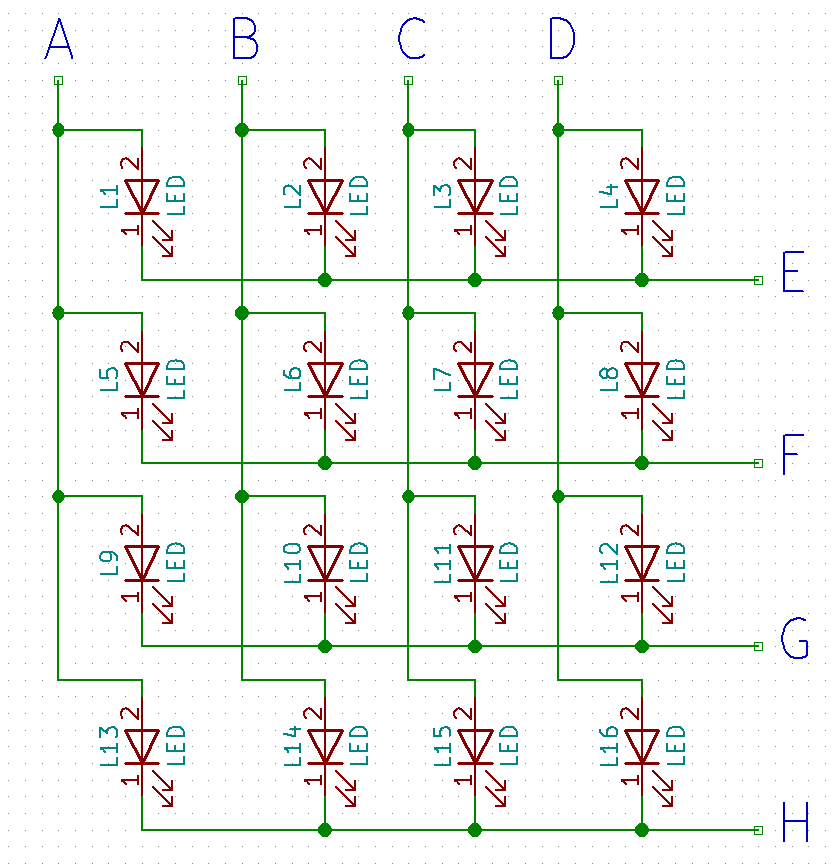 A B C D
2 2 2 2
L1 LED L2 LED L3 LED L4 LED
1 1 1 1
E
2 2 2 2
L5 LED L6 LED L7 LED L8 LED
1 1 1 1
F
2 2 2 2
L9 LED L10 LED L11 LED L12 LED
1 1 1 1
G
2 2 2 2
L13 LED L14 LED L15 LED L16 LED
1 1 1 1
H